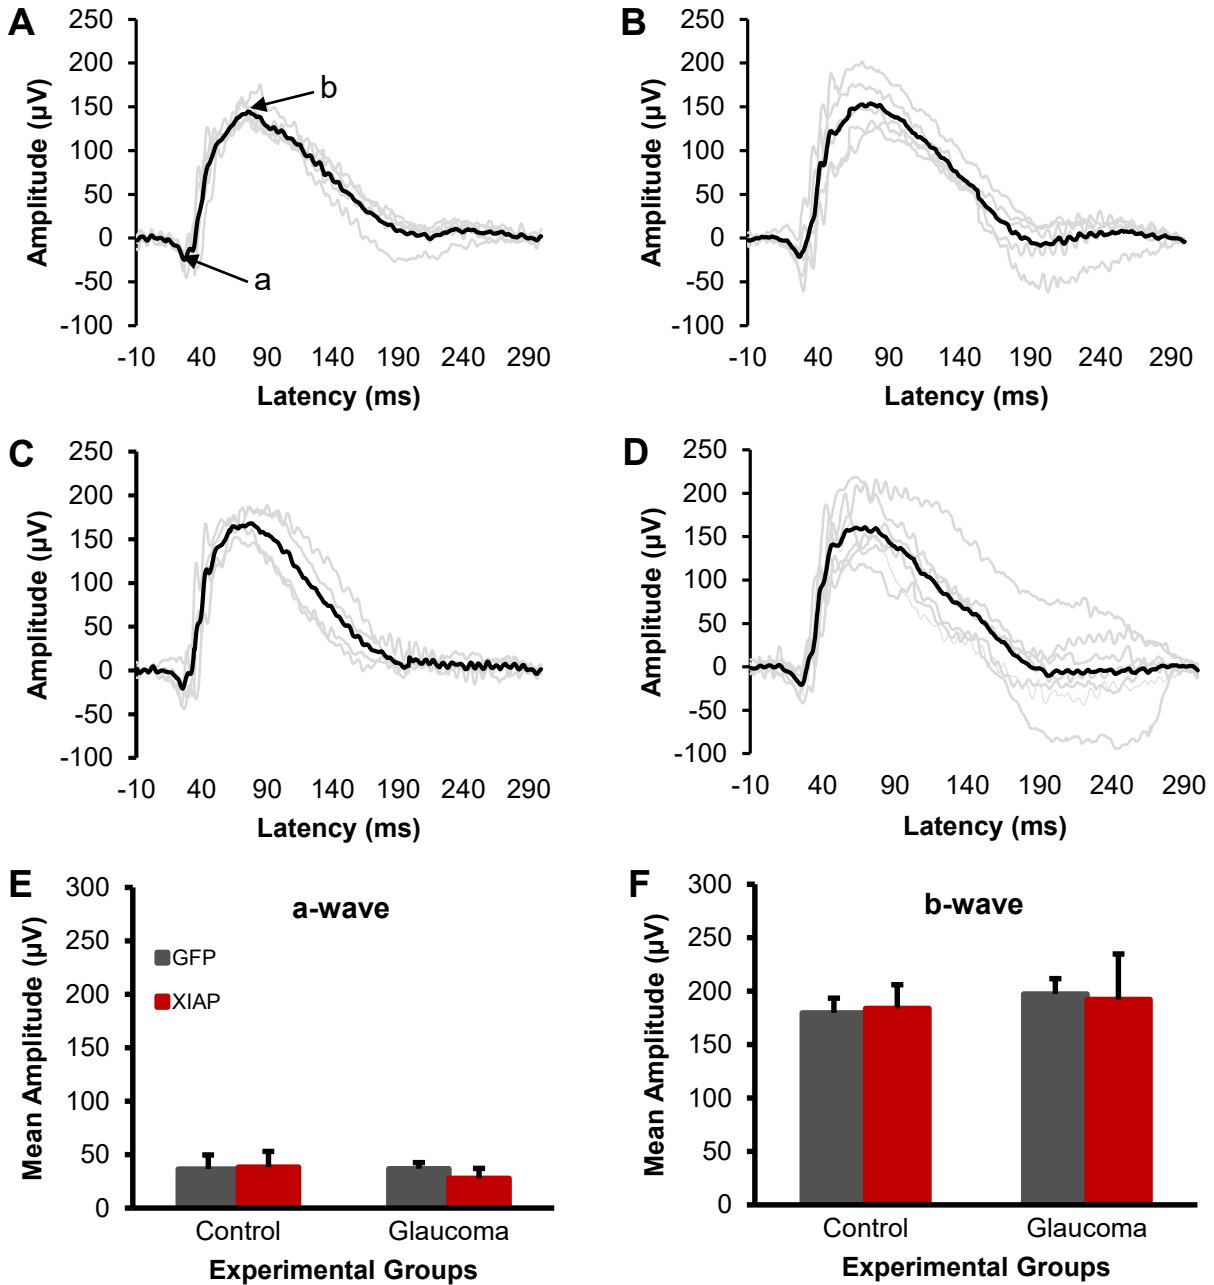 A
Amplitude (µV)
250
200
150
100
50
0
-50
-100
b
a
-10 40 90 140 190 240 290
Latency (ms)
B
Amplitude (µV)
250
200
150
100
50
0
-50
-100
-10 40 90 140 190 240 290
Latency (ms)
C
Amplitude (µV)
250
200
150
100
50
0
-50
-100
-10 40 90 140 190 240 290
Latency (ms)
D
Amplitude (µV)
250
200
150
100
50
0
-50
-100
-10 40 90 140 190 240 290
Latency (ms)
E
a-wave
Mean Amplitude (µV)
300
250
200
150
100
50
0
GFP
XIAP
Control Glaucoma
Experimental Groups
F
b-wave
Mean Amplitude (µV)
300
250
200
150
100
50
0
Control Glaucoma
Experimental Groups